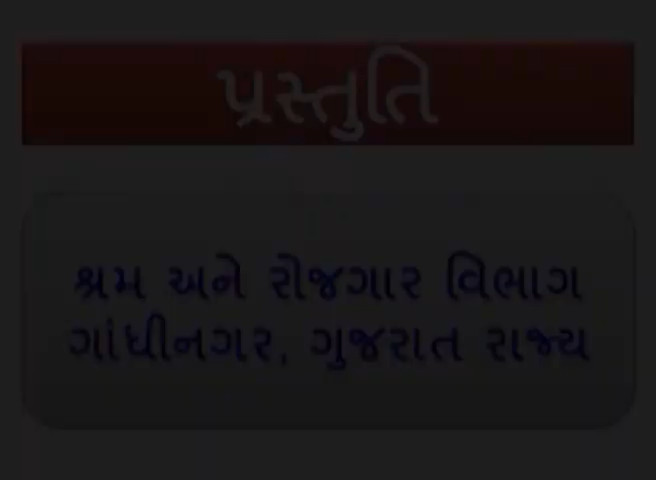 પ્રસ્તુતિ
શ્રમ અને રોજગાર વિભાગ
ગાંધીનગર, ગુજરાત રાજ્ય